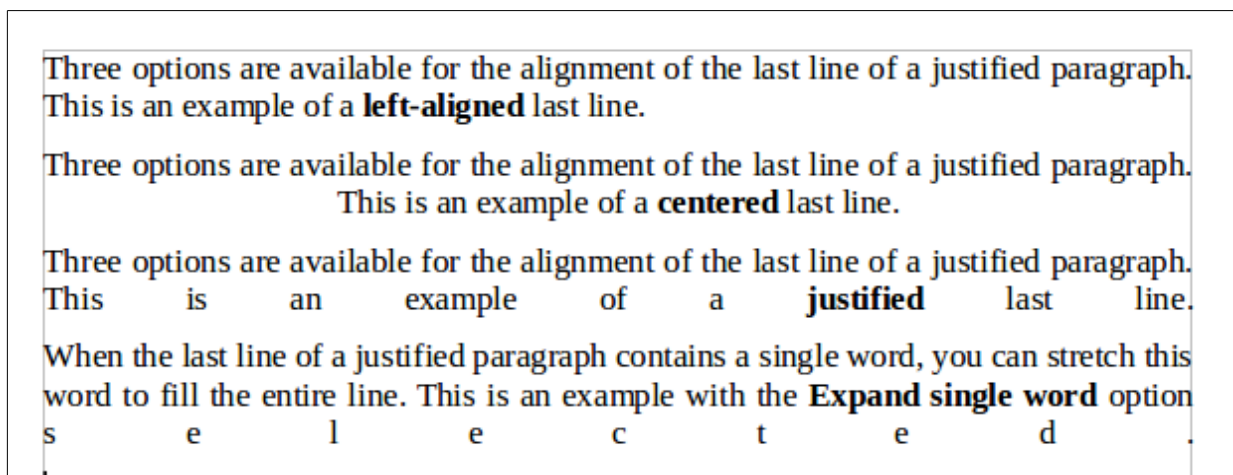 Three options are available for the alignment of the last line of a justified paragraph.
This is an example of a left-aligned last line.
Three options are available for the alignment of the last line of a justified paragraph.
This is an example of a centered last line.
Three options are available for the alignment of the last line of a justified paragraph.
This is an example of a justified last line.
When the last line of a justified paragraph contains a single word, you can stretch this
word to fill the entire line. This is an example with the Expand single word option
s e l e c t e d .